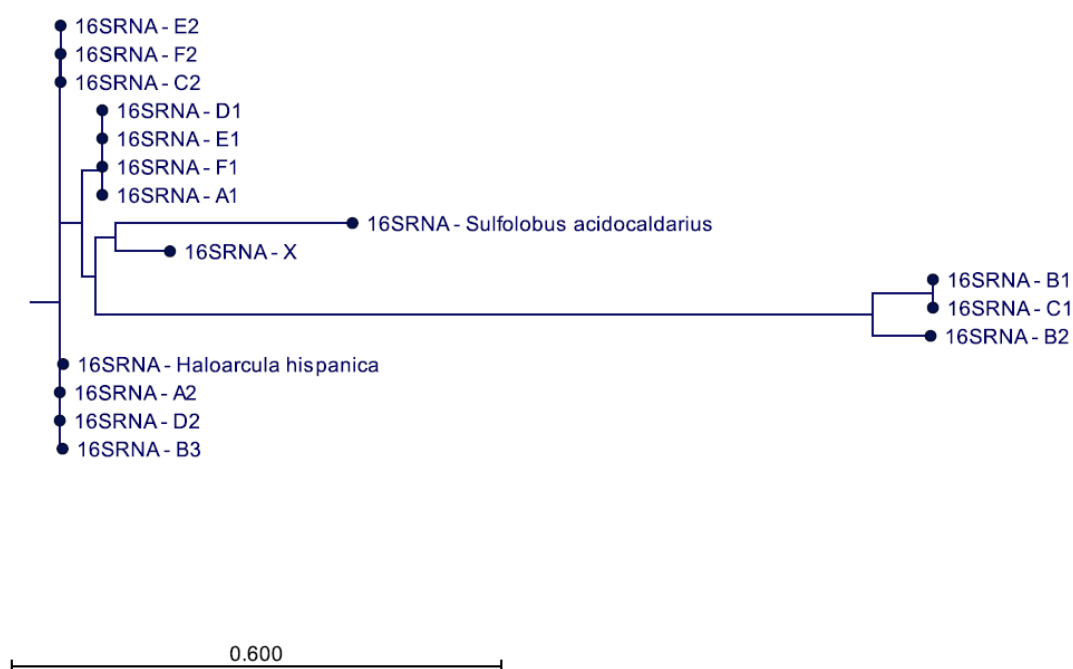 16SRNA - E2
16SRNA - F2
16SRNA - C2
16SRNA - D1
16SRNA - E1
16SRNA - F1
16SRNA - A1
16SRNA - Sulfolobus acidocaldarius
16SRNA - X
16SRNA - B1
16SRNA - C1
16SRNA - B2
16SRNA - Haloarcula hispanica
16SRNA - A2
16SRNA - D2
16SRNA - B3
0.600